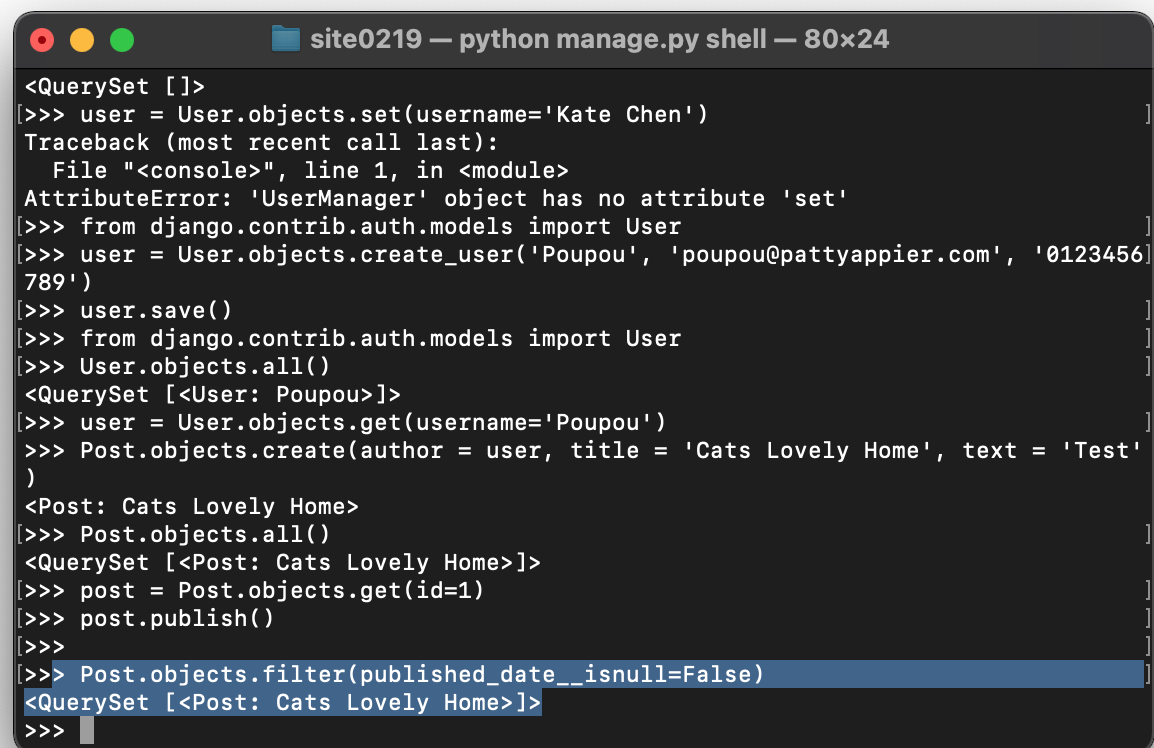 site0219 — python manage.py shell — 80×24
<QuerySet []>
[>>> user = User.objects.set(username='Kate Chen') ]
Traceback (most recent call last):
  File "<console>", line 1, in <module>
AttributeError: 'UserManager' object has no attribute 'set'
[>>> from django.contrib.auth.models import User ]
[>>> user = User.objects.create_user('Poupou', 'poupou@pattyappier.com', '0123456]
789')
[>>> user.save() ]
[>>> from django.contrib.auth.models import User ]
[>>> User.objects.all() ]
<QuerySet [<User: Poupou>]>
[>>> user = User.objects.get(username='Poupou') ]
>>> Post.objects.create(author = user, title = 'Cats Lovely Home', text = 'Test'
)
<Post: Cats Lovely Home>
[>>> Post.objects.all() ]
<QuerySet [<Post: Cats Lovely Home>]>
[>>> post = Post.objects.get(id=1) ]
[>>> post.publish() ]
[>>> ]
[>>> Post.objects.filter(published_date__isnull=False) ]
<QuerySet [<Post: Cats Lovely Home>]>
>>>